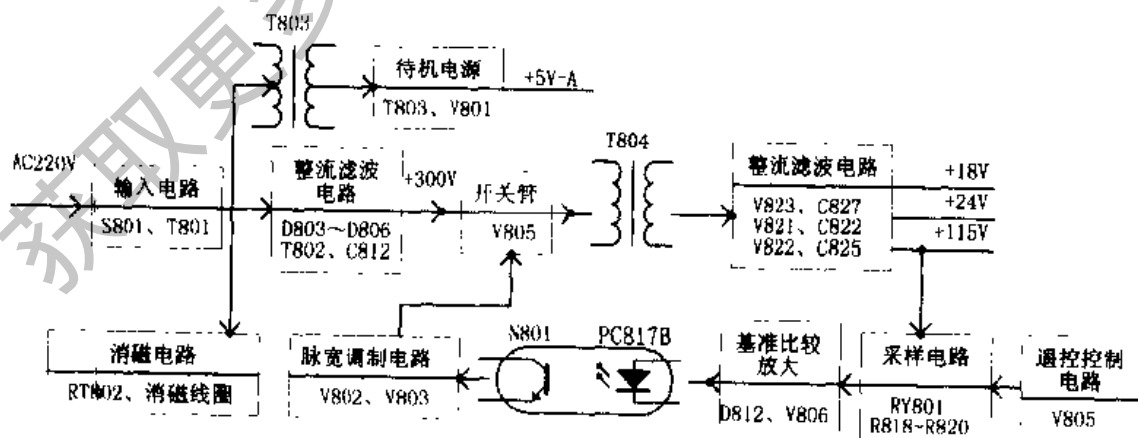 获取更
T803
待机电源
+5V-A
T803、V801
T804
AC220V
输入电路
S801、T801
整流滤波
电路
D803~D806
T802、C812
+300V
开关管
V805
整流滤波电路
V823、C827
V821、C822
V822、C825
+18V
+24V
+115V
消磁电路
RT802、消磁线圈
脉宽调制电路
V802、V803
N801
PC817B
基准比较
放大
D812、V806
采样电路
RY801
R818~R820
遥控控制
电路
V805